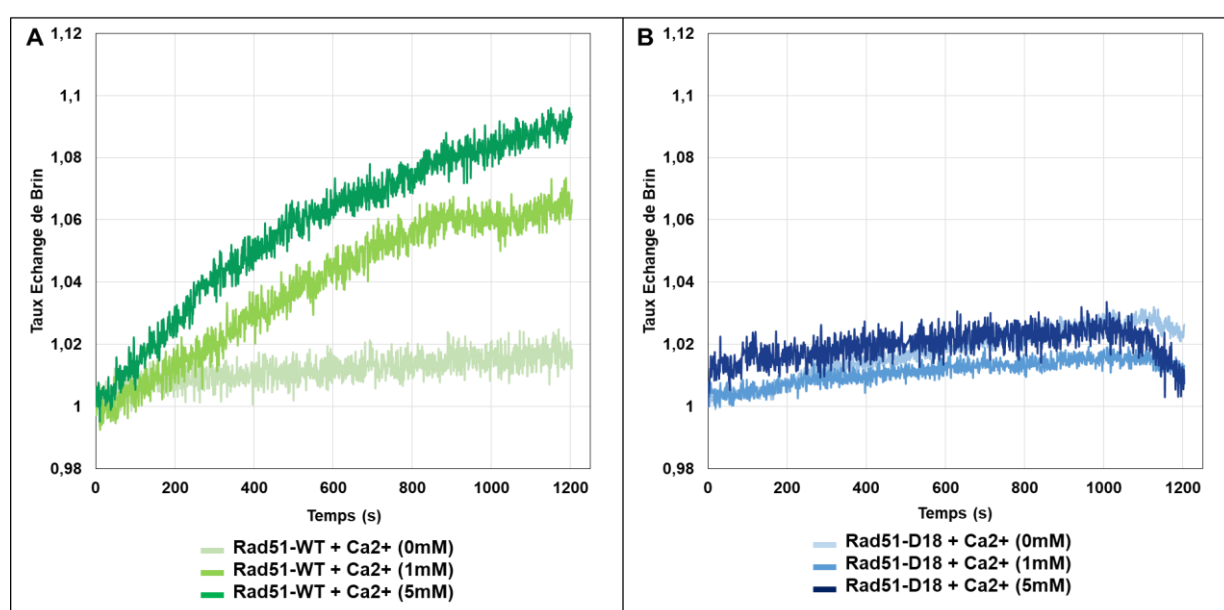 A
1,12
1,1
1,08
1,06
1,04
1,02
1
0,98
Taux Echange de Brin
0 200 400 600 800 1000 1200
Temps (s)
Rad51-WT + Ca2+ (0mM)
Rad51-WT + Ca2+ (1mM)
Rad51-WT + Ca2+ (5mM)
B
1,12
1,1
1,08
1,06
1,04
1,02
1
0,98
Taux Echange de Brin
0 200 400 600 800 1000 1200
Temps (s)
Rad51-D18 + Ca2+ (0mM)
Rad51-D18 + Ca2+ (1mM)
Rad51-D18 + Ca2+ (5mM)